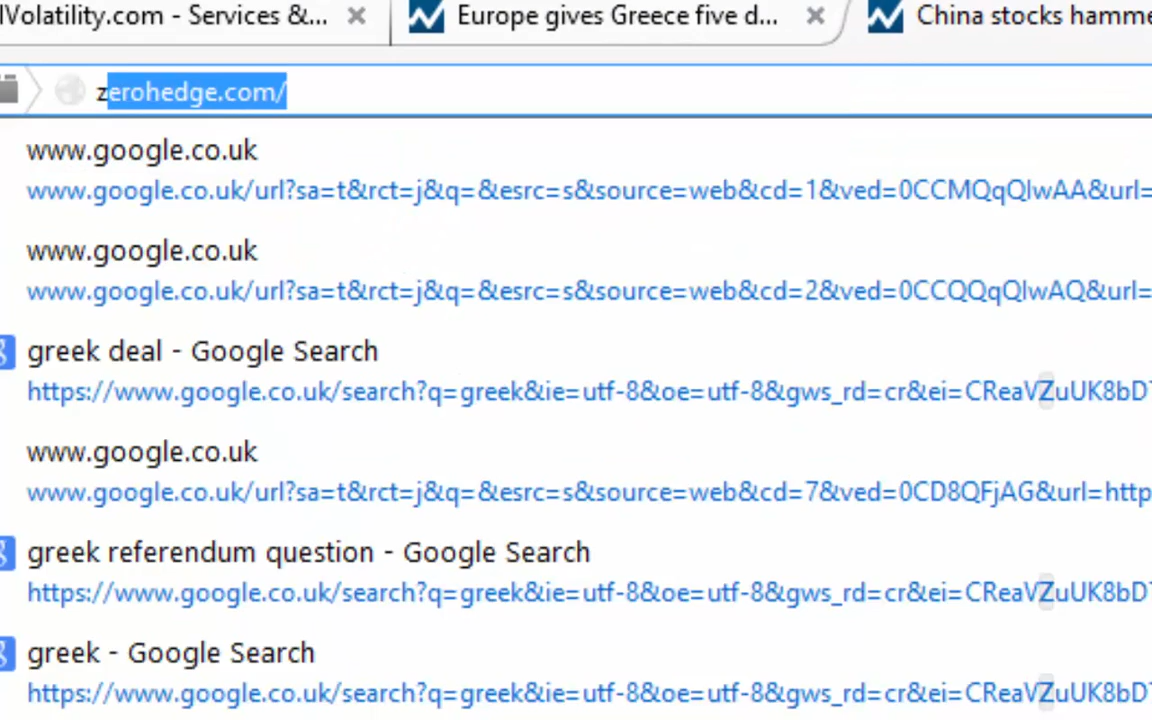 IVolatility.com - Services &... Europe gives Greece five d... China stocks hamme
zerohedge.com/
www.google.co.uk
www.google.co.uk/url?sa=t&rct=j&q=&esrc=s&source=web&cd=1&ved=0CCMQqQIwAA&url=
www.google.co.uk
www.google.co.uk/url?sa=t&rct=j&q=&esrc=s&source=web&cd=2&ved=0CCQQqQIwAQ&url=
greek deal - Google Search
https://www.google.co.uk/search?q=greek&ie=utf-8&oe=utf-8&gws_rd=cr&ei=CReaVZuUK8bD
www.google.co.uk
www.google.co.uk/url?sa=t&rct=j&q=&esrc=s&source=web&cd=7&ved=0CD8QFjAG&url=http
greek referendum question - Google Search
https://www.google.co.uk/search?q=greek&ie=utf-8&oe=utf-8&gws_rd=cr&ei=CReaVZuUK8bD
greek - Google Search
https://www.google.co.uk/search?q=greek&ie=utf-8&oe=utf-8&gws_rd=cr&ei=CReaVZuUK8bD